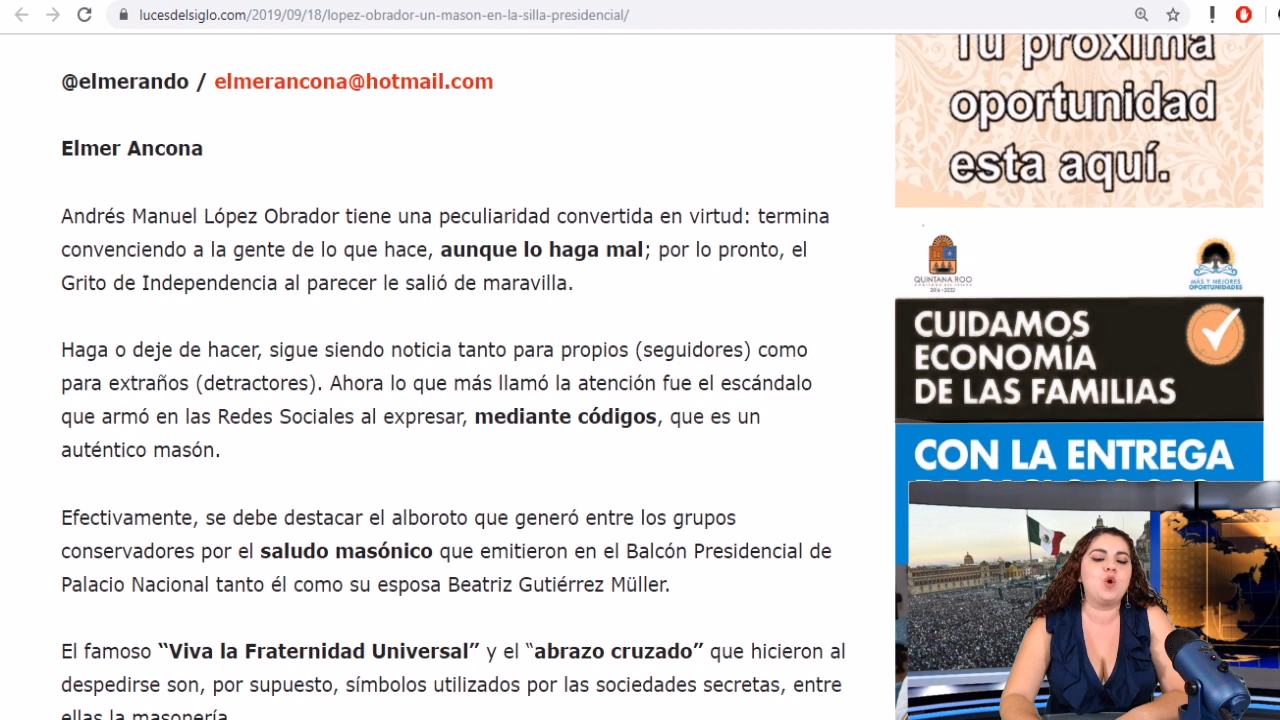 lucesdelsiglo.com/2019/09/18/lopez-obrador-un-mason-en-la-silla-presidencial/
@elmerando / elmerancona@hotmail.com
Elmer Ancona
Andrés Manuel López Obrador tiene una peculiaridad convertida en virtud: termina
convenciendo a la gente de lo que hace, aunque lo haga mal; por lo pronto, el
Grito de Independencia al parecer le salió de maravilla.
Haga o deje de hacer, sigue siendo noticia tanto para propios (seguidores) como
para extraños (detractores). Ahora lo que más llamó la atención fue el escándalo
que armó en las Redes Sociales al expresar, mediante códigos, que es un
auténtico masón.
Efectivamente, se debe destacar el alboroto que generó entre los grupos
conservadores por el saludo masónico que emitieron en el Balcón Presidencial de
Palacio Nacional tanto él como su esposa Beatriz Gutiérrez Müller.
El famoso “Viva la Fraternidad Universal” y el “abrazo cruzado” que hicieron al
despedirse son, por supuesto, símbolos utilizados por las sociedades secretas, entre
ellas la masonería.
Tu próxima
oportunidad
esta aquí.
QUINTANA ROO
MÁS Y MEJORES
OPORTUNIDADES
CUIDAMOS
ECONOMÍA
DE LAS FAMILIAS
CON LA ENTREGA